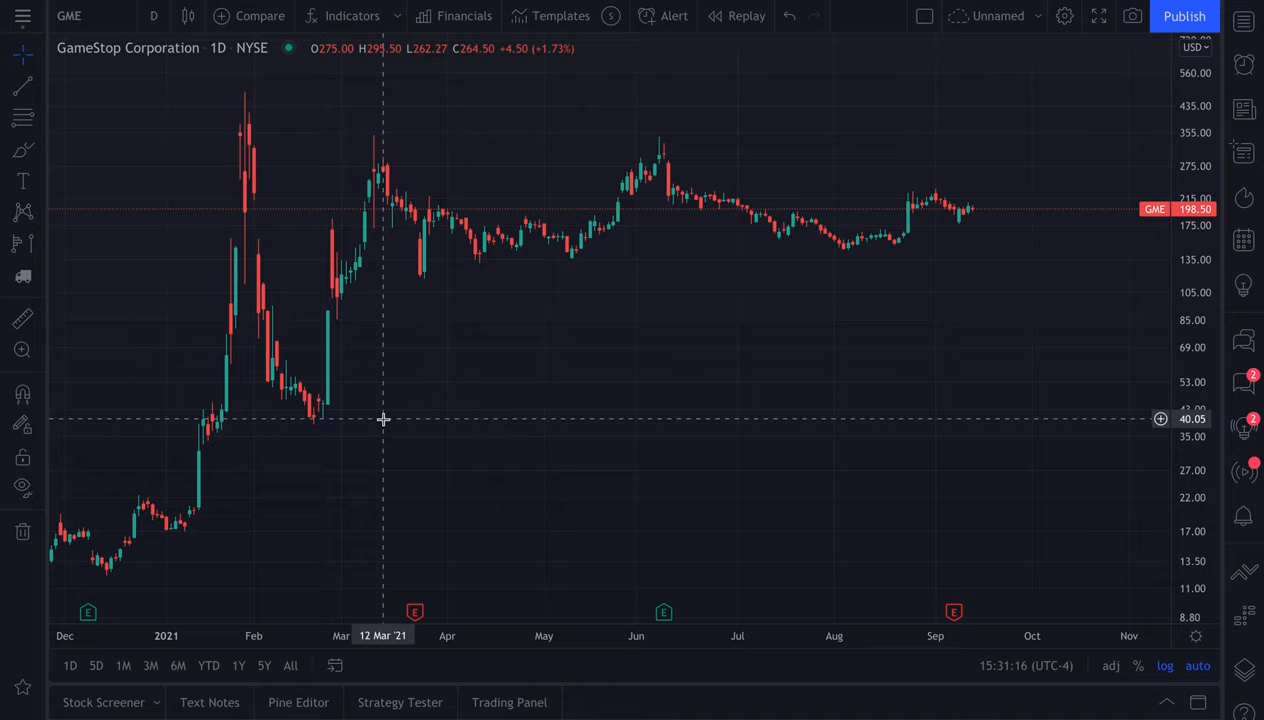 GME D Compare Indicators Financials Templates S Alert Replay Unnamed Publish
GameStop Corporation · 1D · NYSE O275.00 H295.50 L262.27 C264.50 +4.50 (+1.73%)
USD
560.00
435.00
355.00
275.00
215.00
GME 198.50
175.00
135.00
105.00
85.00
69.00
53.00
40.05
35.00
27.00
22.00
17.00
13.50
11.00
8.80
2
2
E E E E
Dec 2021 Feb Mar 12 Mar '21 Apr May Jun Jul Aug Sep Oct Nov
1D 5D 1M 3M 6M YTD 1Y 5Y All 15:31:16 (UTC-4) adj % log auto
Stock Screener Text Notes Pine Editor Strategy Tester Trading Panel